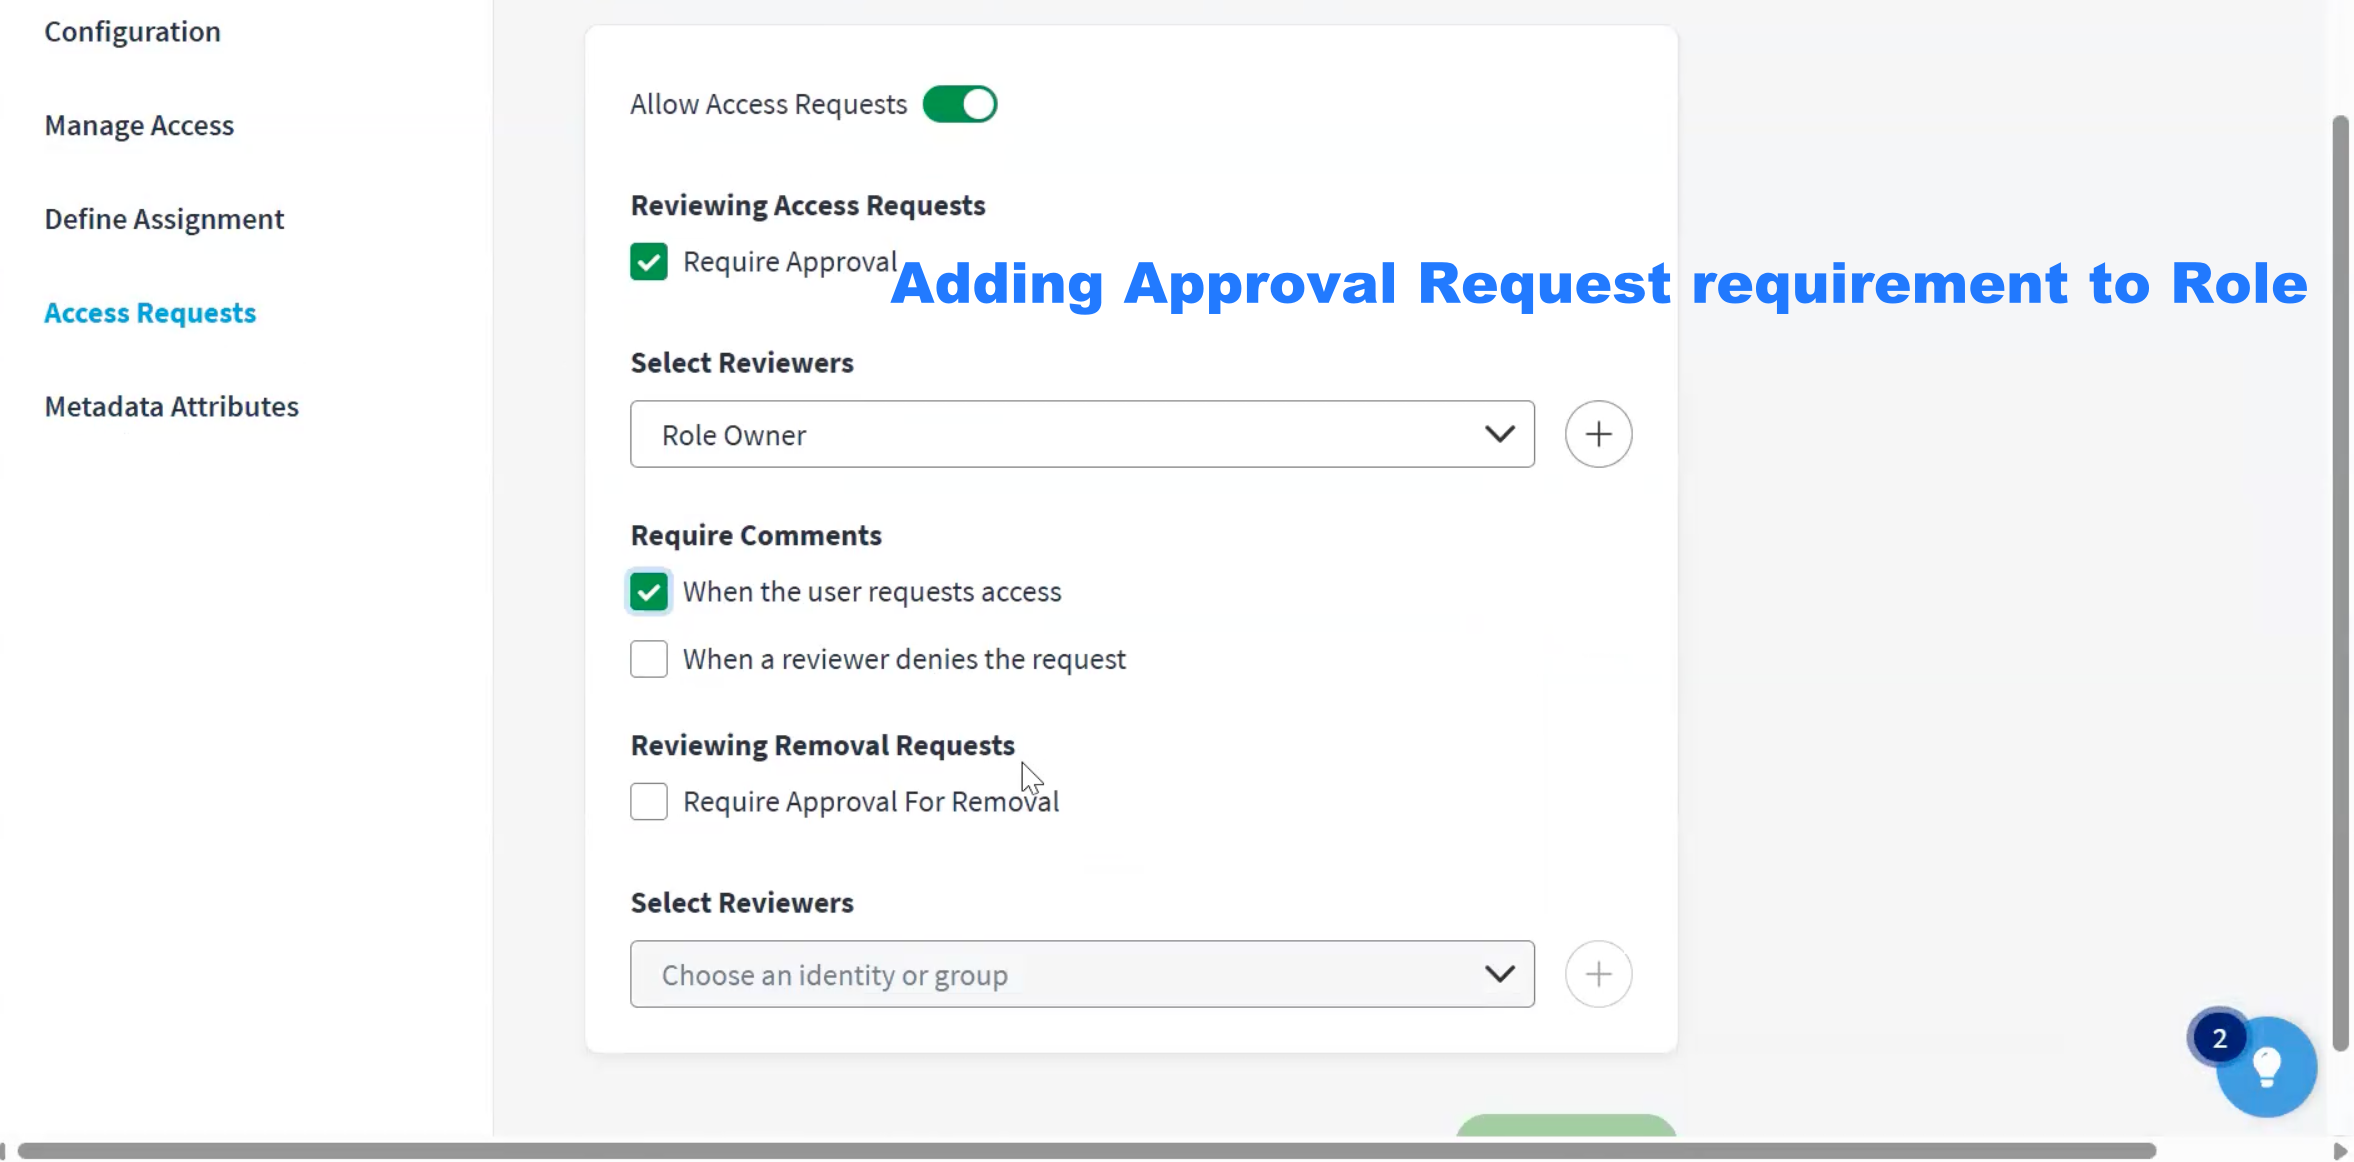 Configuration
Manage Access
Define Assignment
Access Requests
Metadata Attributes
Allow Access Requests
Reviewing Access Requests
Require Approval
Adding Approval Request requirement to Role
Select Reviewers
Role Owner
Require Comments
When the user requests access
When a reviewer denies the request
Reviewing Removal Requests
Require Approval For Removal
Select Reviewers
Choose an identity or group
2